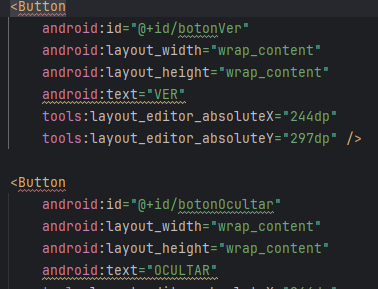 <Button
android:id="@+id/botonVer"
android:layout_width="wrap_content"
android:layout_height="wrap_content"
android:text="VER"
tools:layout_editor_absoluteX="244dp"
tools:layout_editor_absoluteY="297dp" />
<Button
android:id="@+id/botonOcultar"
android:layout_width="wrap_content"
android:layout_height="wrap_content"
android:text="OCULTAR"